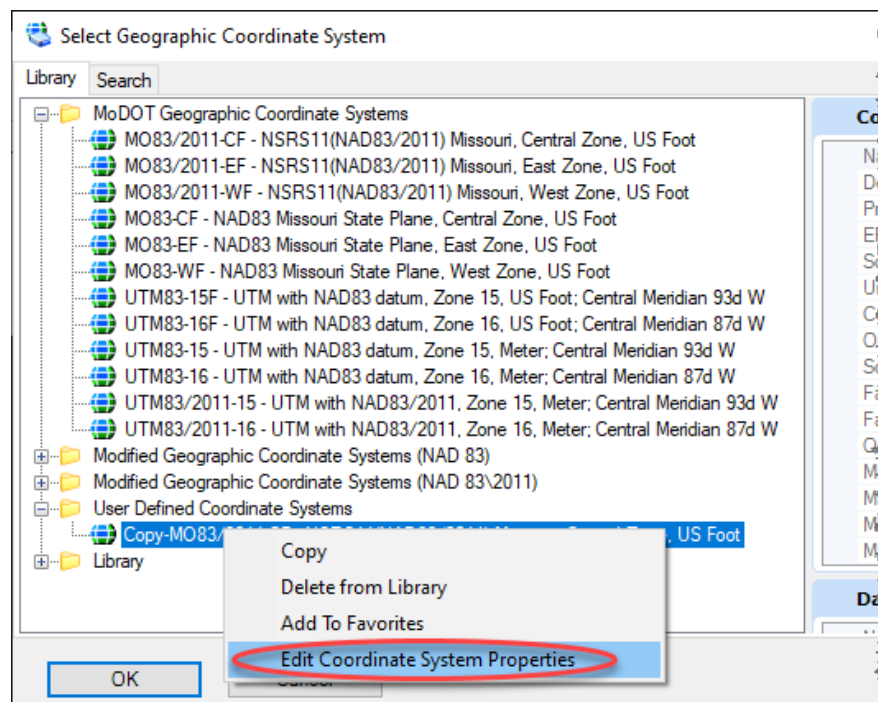 Select Geographic Coordinate System
Library Search
MoDOT Geographic Coordinate Systems
MO83/2011-CF - NSRS11(NAD83/2011) Missouri, Central Zone, US Foot
MO83/2011-EF - NSRS11(NAD83/2011) Missouri, East Zone, US Foot
MO83/2011-WF - NSRS11(NAD83/2011) Missouri, West Zone, US Foot
MO83-CF - NAD83 Missouri State Plane, Central Zone, US Foot
MO83-EF - NAD83 Missouri State Plane, East Zone, US Foot
MO83-WF - NAD83 Missouri State Plane, West Zone, US Foot
UTM83-15F - UTM with NAD83 datum, Zone 15, US Foot; Central Meridian 93d W
UTM83-16F - UTM with NAD83 datum, Zone 16, US Foot; Central Meridian 87d W
UTM83-15 - UTM with NAD83 datum, Zone 15, Meter; Central Meridian 93d W
UTM83-16 - UTM with NAD83 datum, Zone 16, Meter; Central Meridian 87d W
UTM83/2011-15 - UTM with NAD83/2011, Zone 15, Meter; Central Meridian 93d W
UTM83/2011-16 - UTM with NAD83/2011, Zone 16, Meter; Central Meridian 87d W
Modified Geographic Coordinate Systems (NAD 83)
Modified Geographic Coordinate Systems (NAD 83\2011)
User Defined Coordinate Systems
Copy-MO83/ , US Foot
Library
Copy
Delete from Library
Add To Favorites
Edit Coordinate System Properties
OK
Cancel